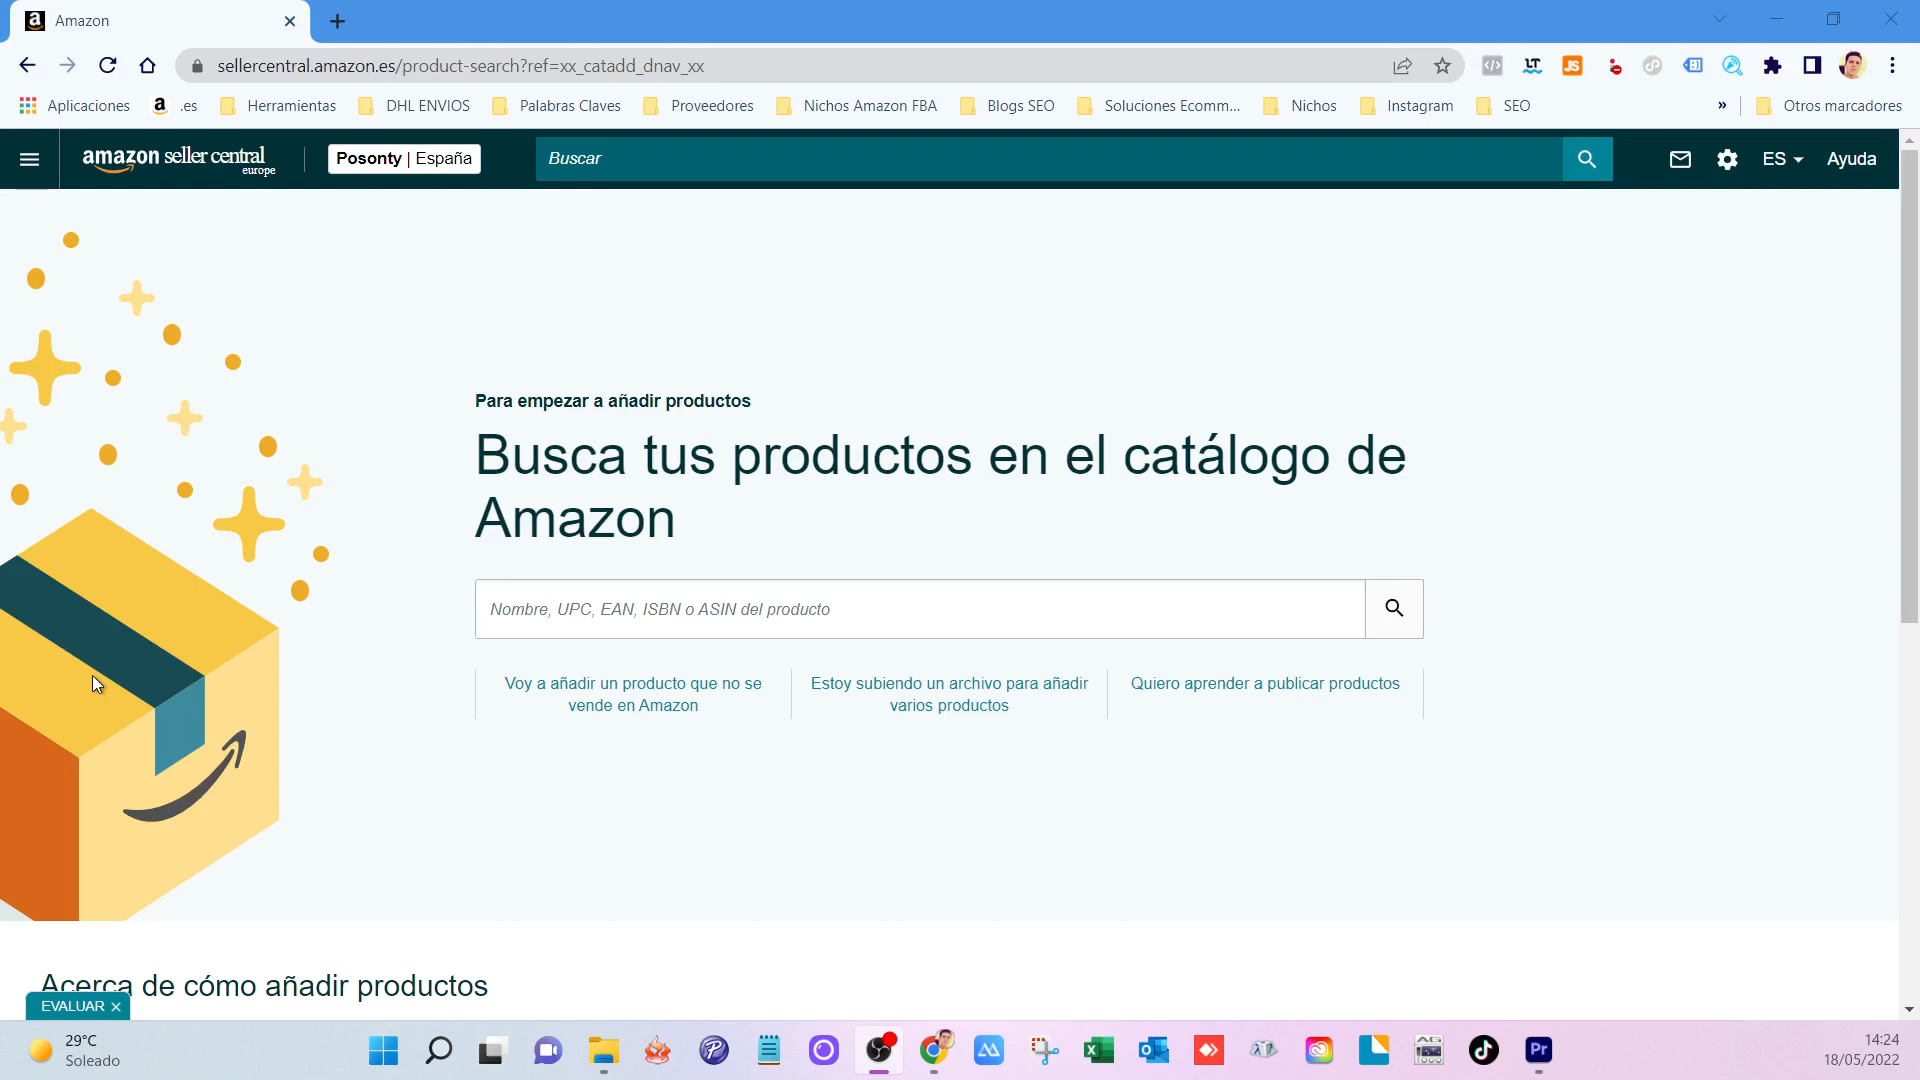 Amazon
sellercentral.amazon.es/product-search?ref=xx_catadd_dnav_xx
Aplicaciones
.es
Herramientas
DHL ENVIOS
Palabras Claves
Proveedores
Nichos Amazon FBA
Blogs SEO
Soluciones Ecomm...
Nichos
Instagram
SEO
»
Otros marcadores
amazon seller central
europe
Posonty | España
Buscar
ES
Ayuda
Para empezar a añadir productos
Busca tus productos en el catálogo de
Amazon
Nombre, UPC, EAN, ISBN o ASIN del producto
Voy a añadir un producto que no se
vende en Amazon
Estoy subiendo un archivo para añadir
varios productos
Quiero aprender a publicar productos
Acerca de cómo añadir productos
EVALUAR
29°C
Soleado
14:24
18/05/2022